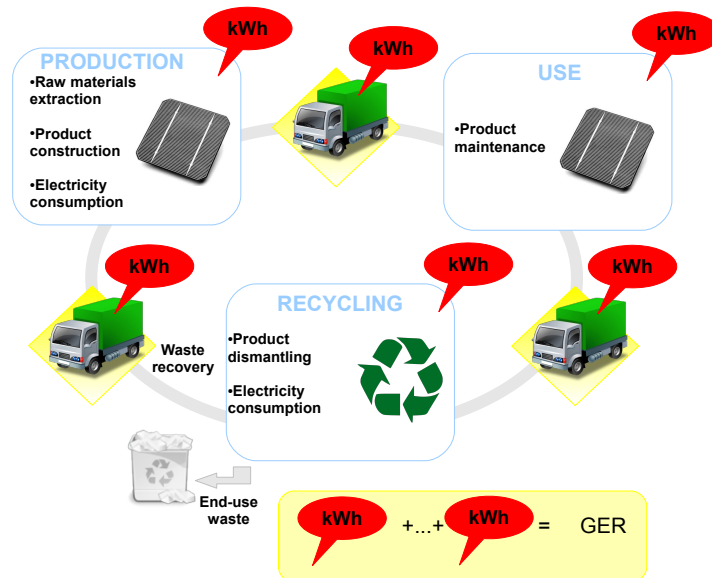 kWh
kWh
kWh
PRODUCTION
•Raw materials
extraction
•Product
construction
•Electricity
consumption
USE
•Product
maintenance
kWh
kWh
kWh
RECYCLING
•Product
dismantling
•Electricity
consumption
Waste
recovery
End-use
waste
kWh +...+ kWh = GER